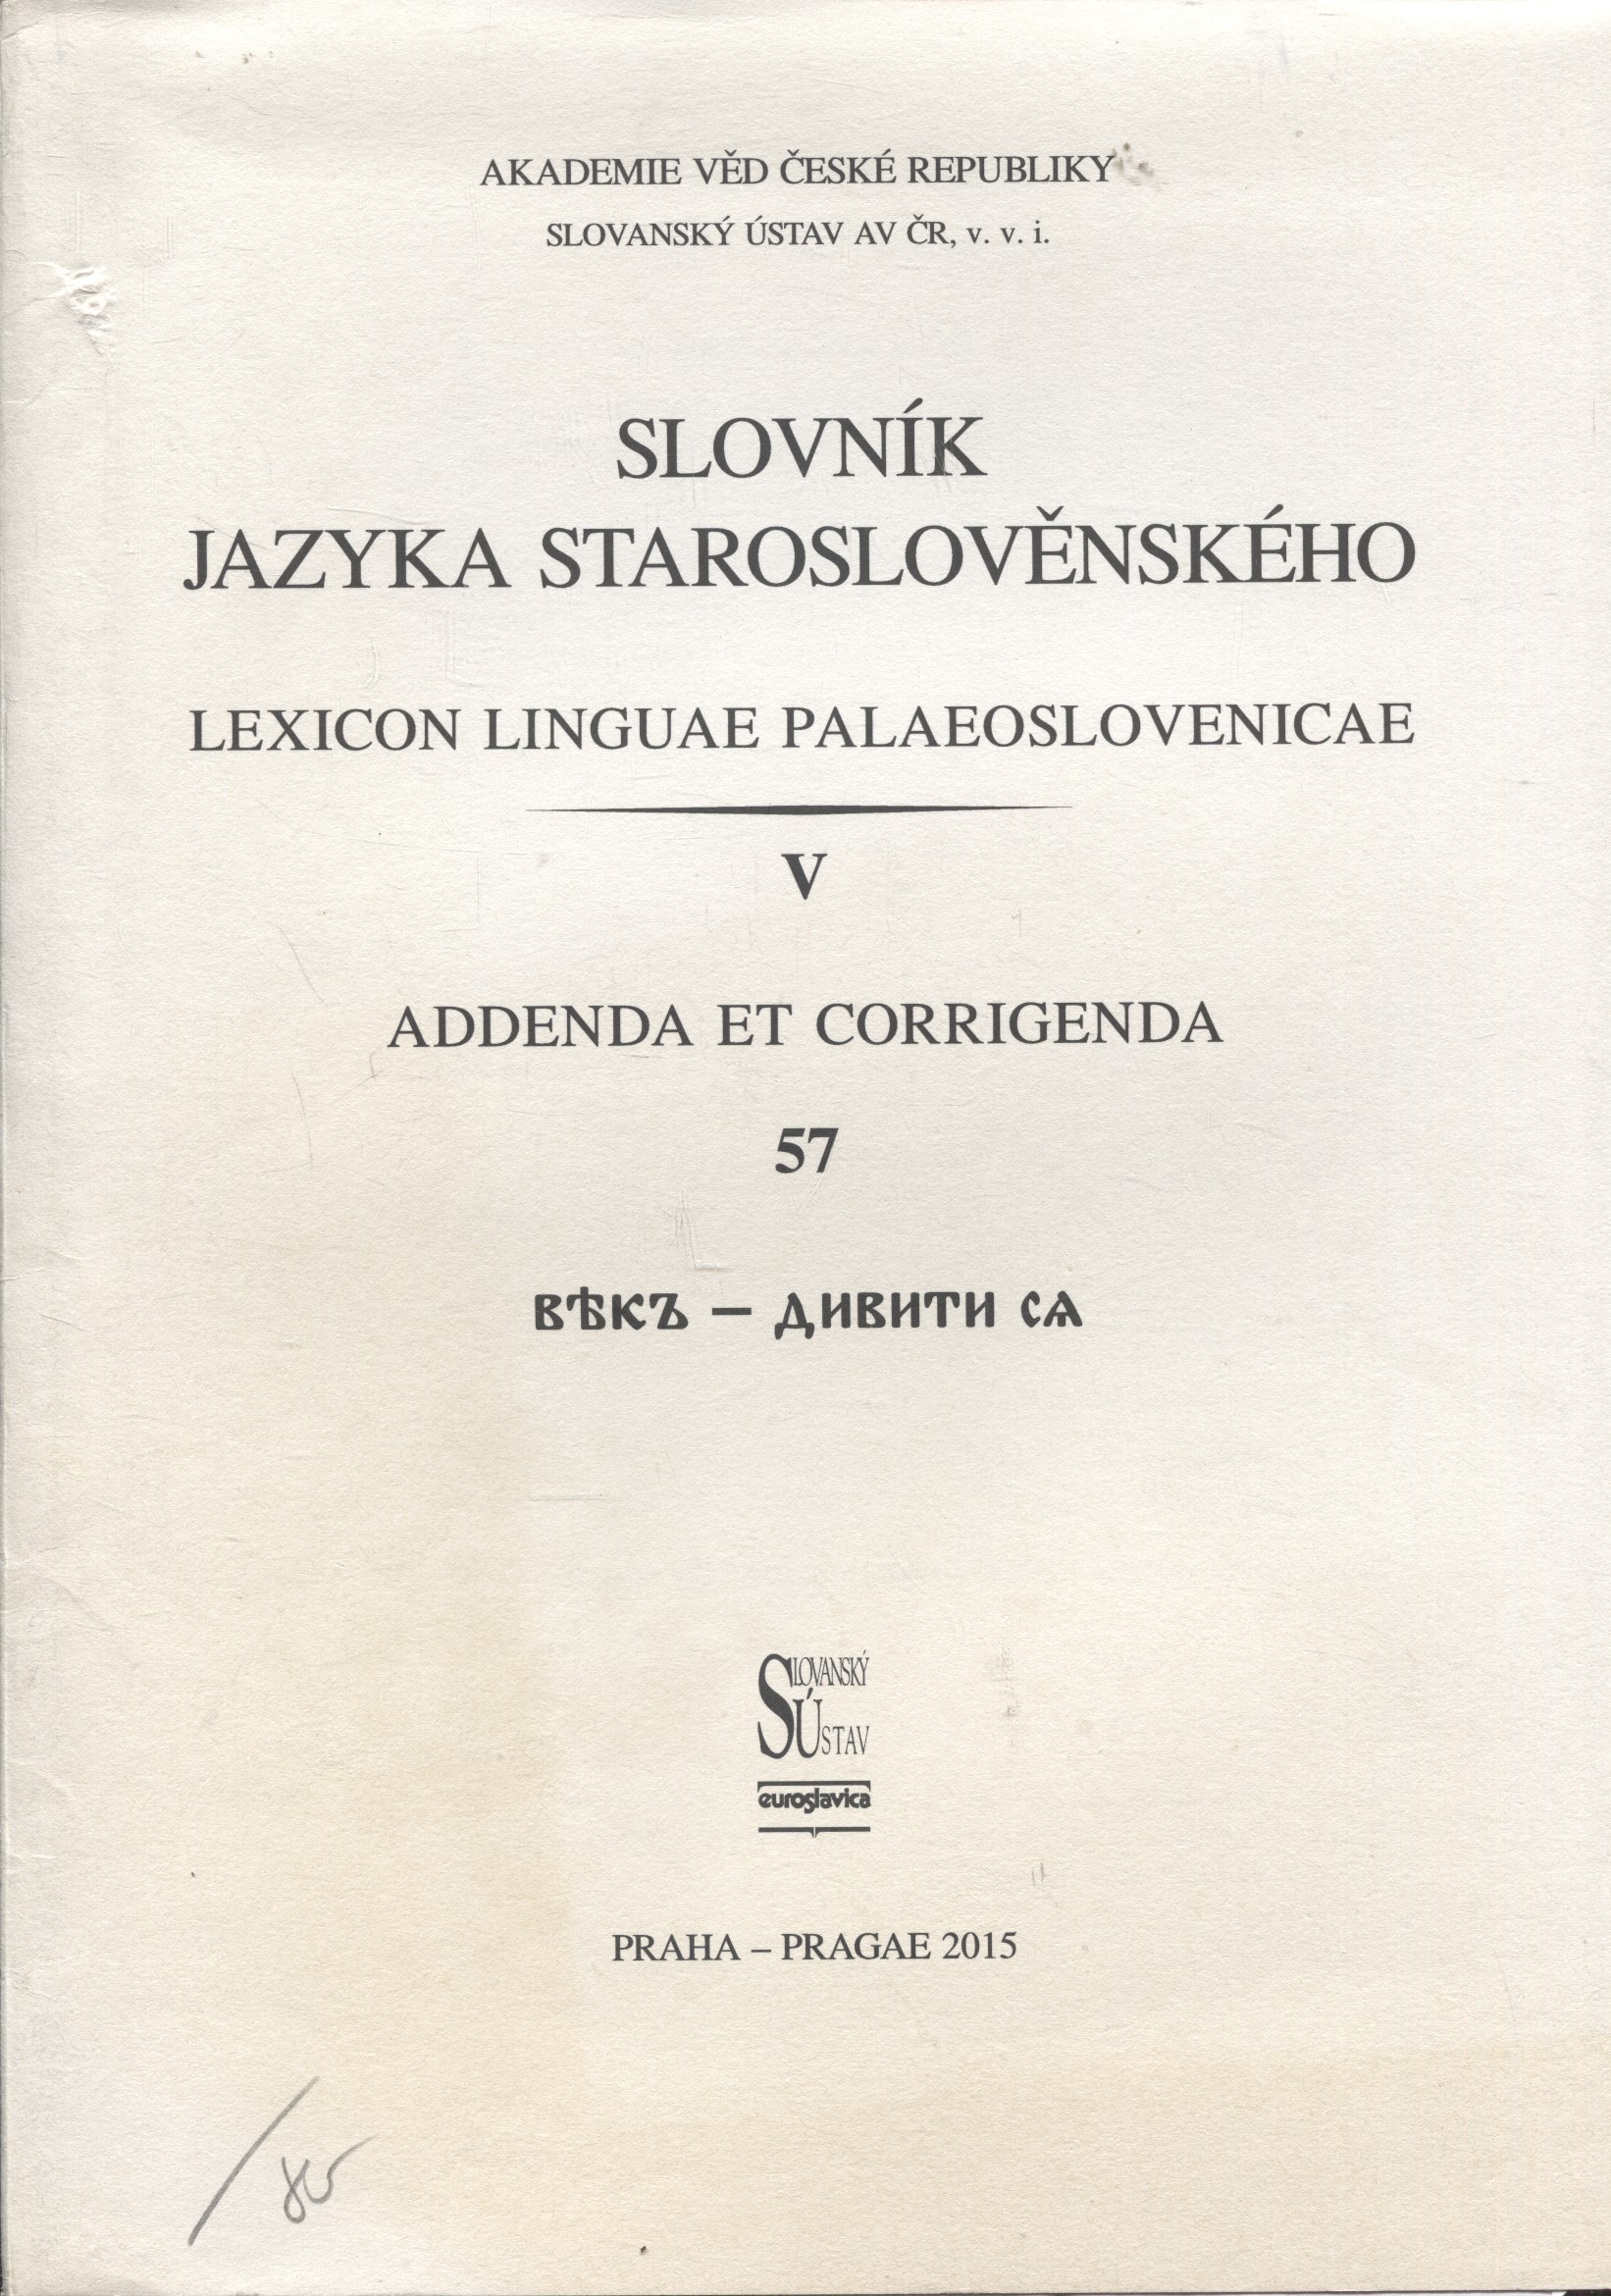 AKADEMIE VĚD ČESKÉ REPUBLIKY
SLOVANSKÝ ÚSTAV AV ČR, v. v. i.
SLOVNÍK
JAZYKA STAROSLOVĚNSKÉHO
LEXICON LINGUAE PALAEOSLOVENICAE
V
ADDENDA ET CORRIGENDA
57
вѣкъ – дивити сѧ
SLOVANSKÝ
ÚSTAV
euroslavica
PRAHA – PRAGAE 2015